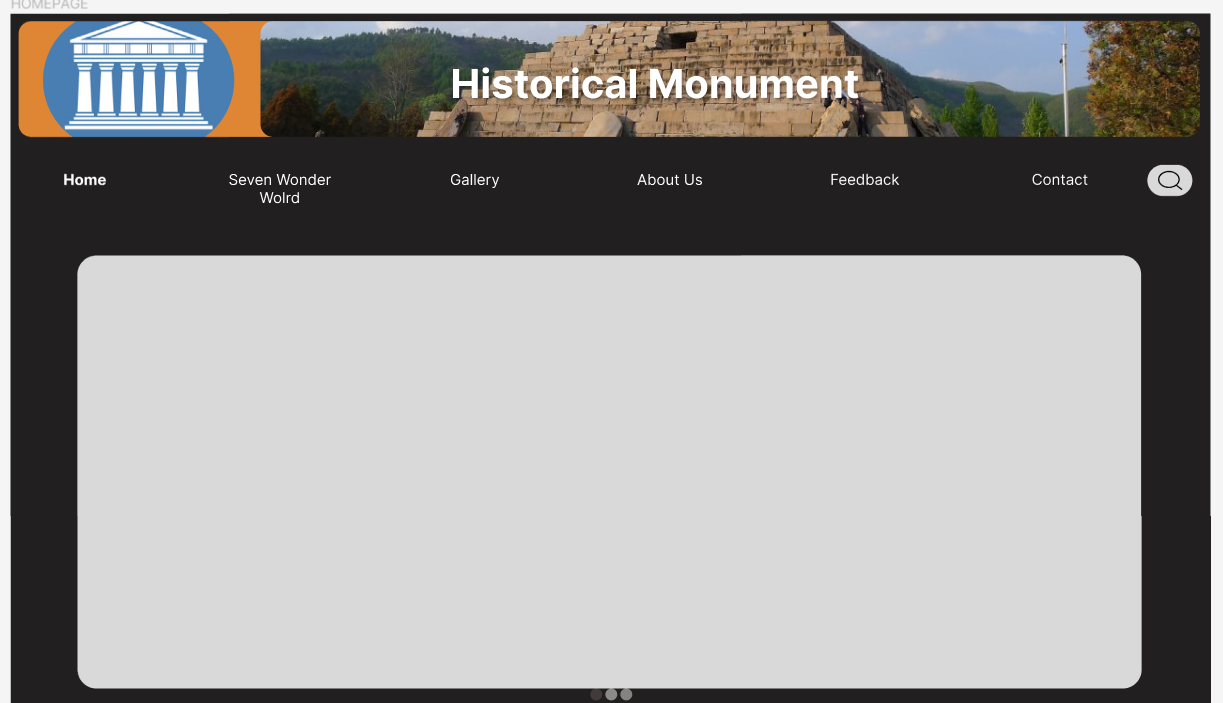 HOMEPAGE
Historical Monument
Home
Seven Wonder
Wolrd
Gallery
About Us
Feedback
Contact